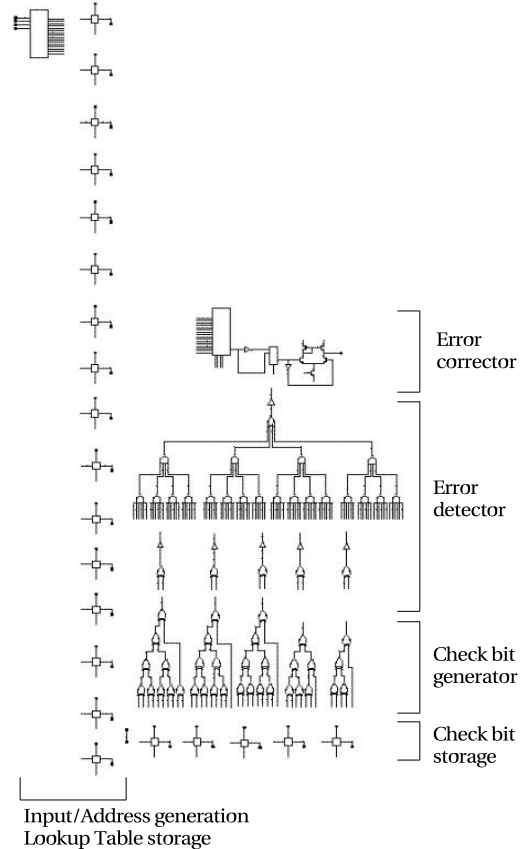 Error
corrector
Error
detector
Check bit
generator
Check bit
storage
Input/Address generation
Lookup Table storage